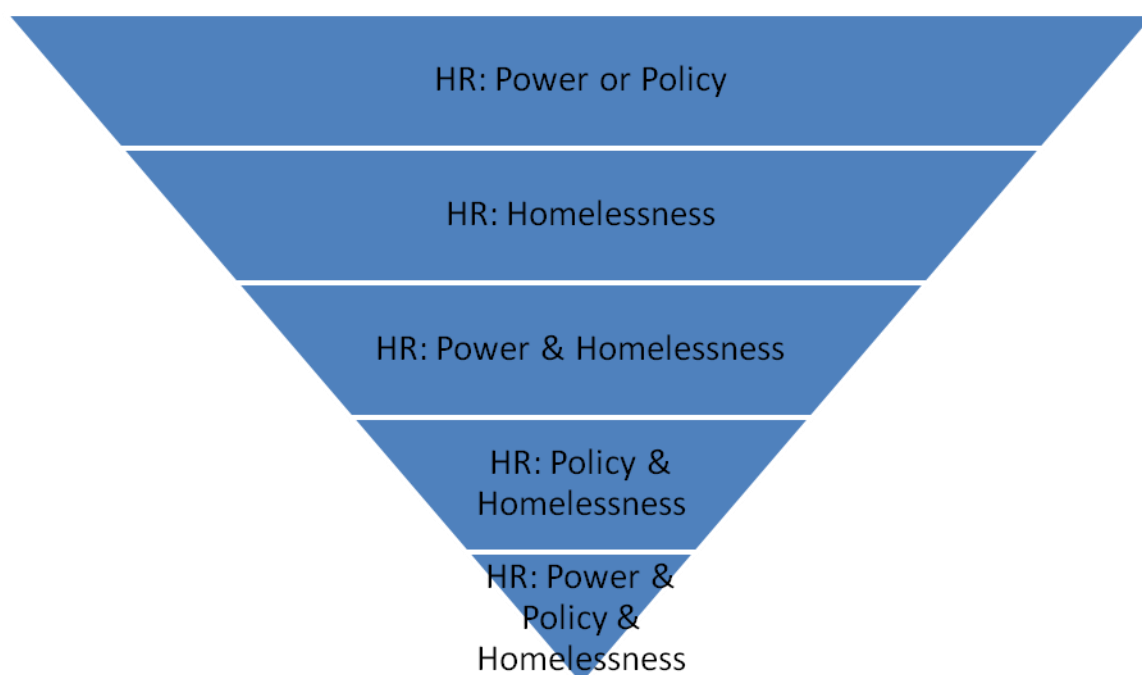 HR: Power or Policy
HR: Homelessness
HR: Power & Homelessness
HR: Policy &
Homelessness
HR: Power &
Policy &
Homelessness